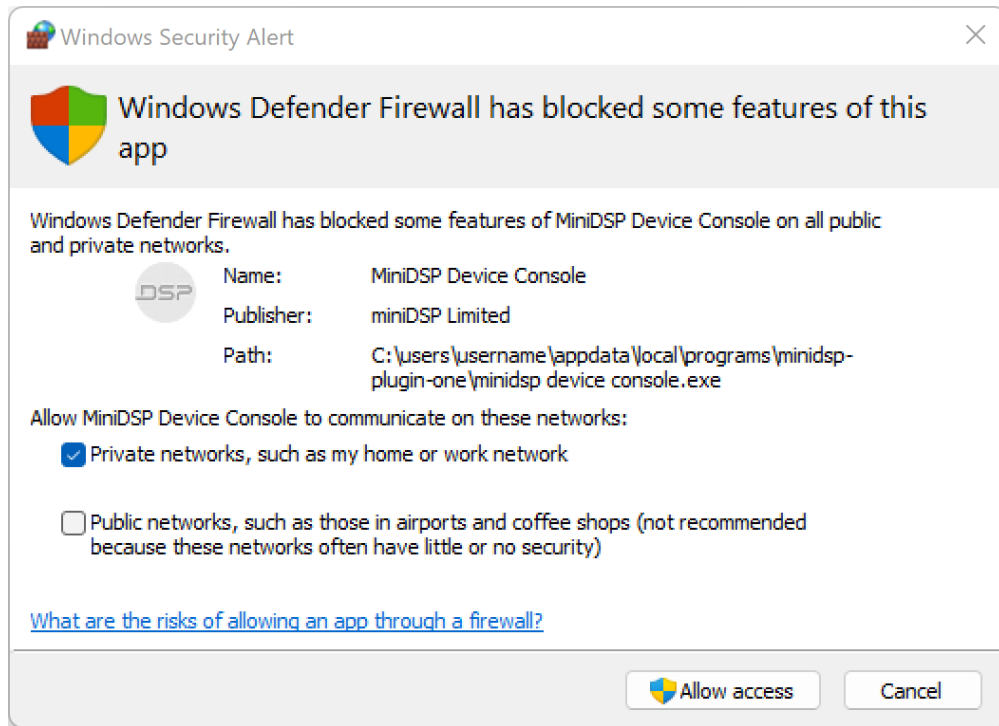 Windows Security Alert
Windows Defender Firewall has blocked some features of this
app
Windows Defender Firewall has blocked some features of MiniDSP Device Console on all public
and private networks.
DSP
Name: MiniDSP Device Console
Publisher: miniDSP Limited
Path: C:\users\username\appdata\local\programs\minidsp-
plugin-one\minidsp device console.exe
Allow MiniDSP Device Console to communicate on these networks:
Private networks, such as my home or work network
Public networks, such as those in airports and coffee shops (not recommended
because these networks often have little or no security)
What are the risks of allowing an app through a firewall?
Allow access Cancel